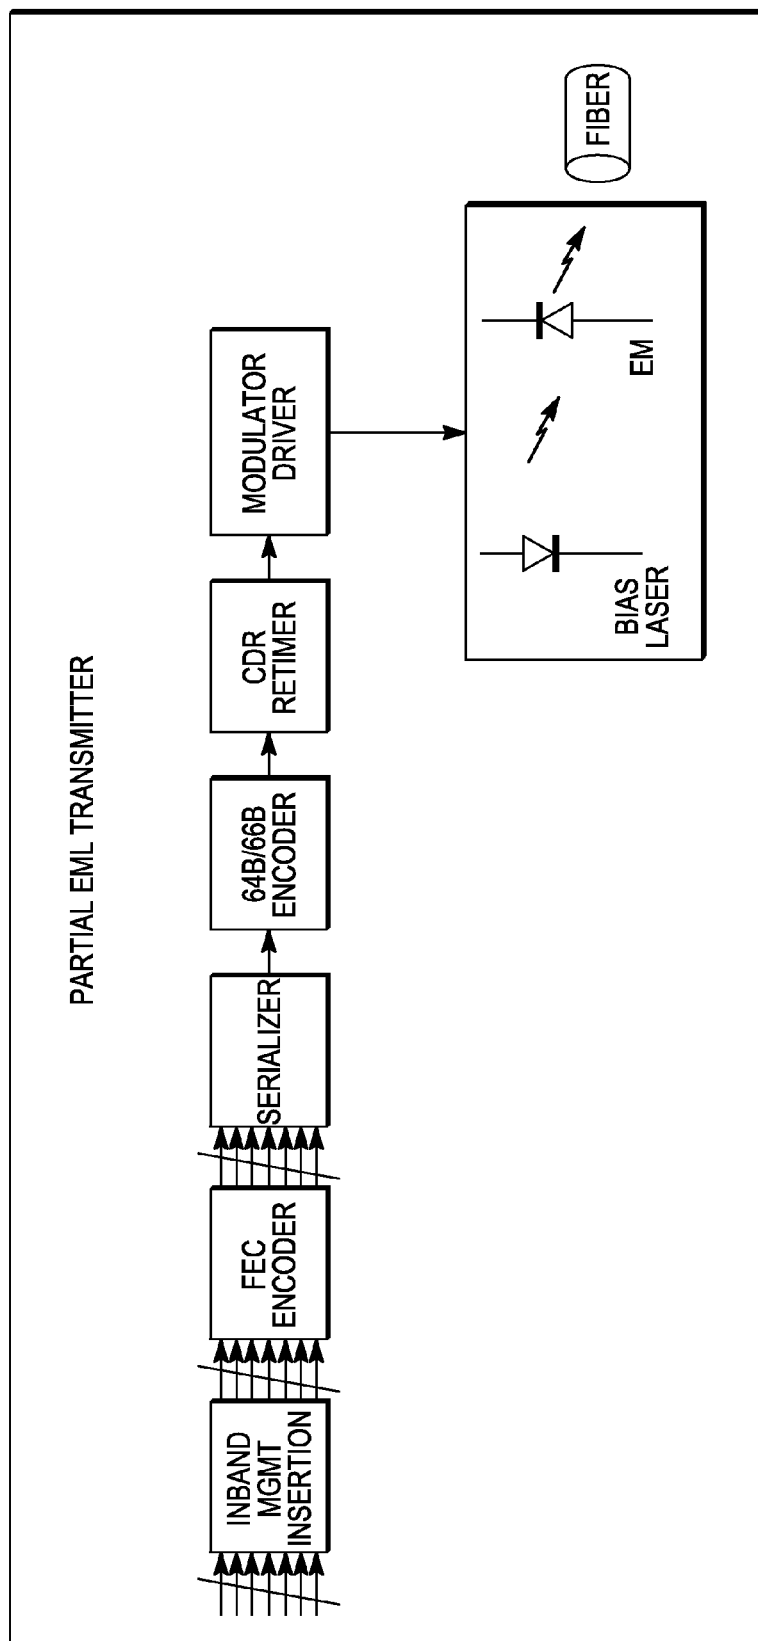 PARTIAL EML TRANSMITTER
INBAND
MGMT
INSERTION
FEC
ENCODER
SERIALIZER
64B/66B
ENCODER
CDR
RETIMER
MODULATOR
DRIVER
BIAS
LASER
EM
FIBER